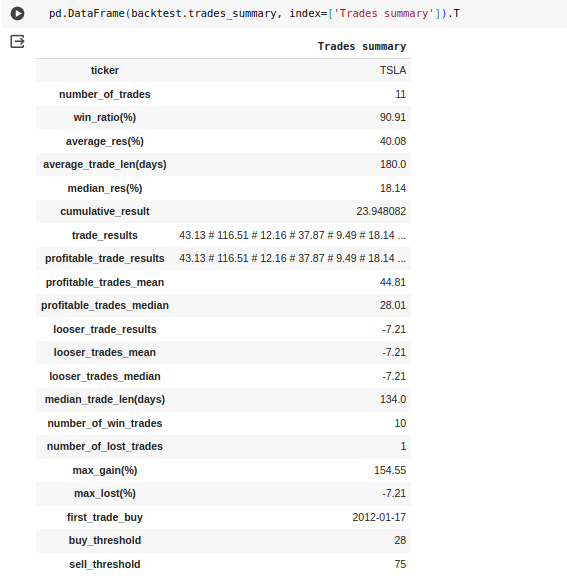 pd.DataFrame(backtest.trades_summary, index=['Trades summary']).T
Trades summary
ticker TSLA
number_of_trades 11
win_ratio(%) 90.91
average_res(%) 40.08
average_trade_len(days) 180.0
median_res(%) 18.14
cumulative_result 23.948082
trade_results 43.13 # 116.51 # 12.16 # 37.87 # 9.49 # 18.14 ...
profitable_trade_results 43.13 # 116.51 # 12.16 # 37.87 # 9.49 # 18.14 ...
profitable_trades_mean 44.81
profitable_trades_median 28.01
looser_trade_results -7.21
looser_trades_mean -7.21
looser_trades_median -7.21
median_trade_len(days) 134.0
number_of_win_trades 10
number_of_lost_trades 1
max_gain(%) 154.55
max_lost(%) -7.21
first_trade_buy 2012-01-17
buy_threshold 28
sell_threshold 75